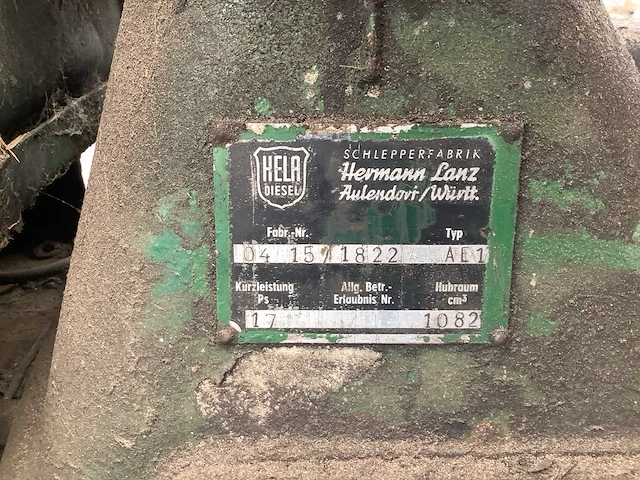 HELA
DIESEL
SCHLEPPERFABRIK
Hermann Lanz
Aulendorf/Württ.
Fabr.-Nr. Typ
04/159/1822 AE1
Kurzleistung Ps Allg. Betr.- Erlaubnis Nr. Hubraum cm³
17 1082